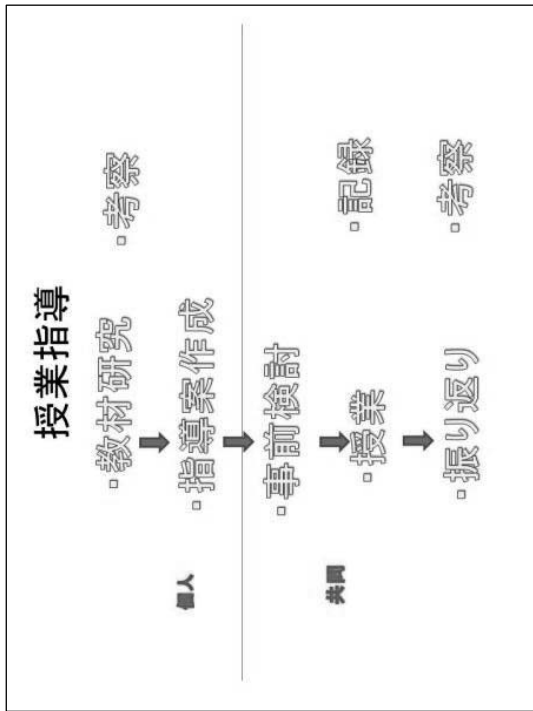 授業指導
・教材研究 ・考察
個人
・指導案作成
・事前検討
共同
・授業 ・記録
・振り返り ・考察